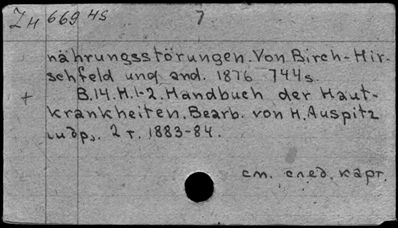 Zн 669 HS 7
nährungsstörungen. Von Birch-Hir-
schfeld und and. 1876 744s.
+ B.14.H.1-2. Handbuch der Haut-
krankheiten. Bearb. von H. Auspitz
и др. 2 т. 1883-84.
см. след. карт.